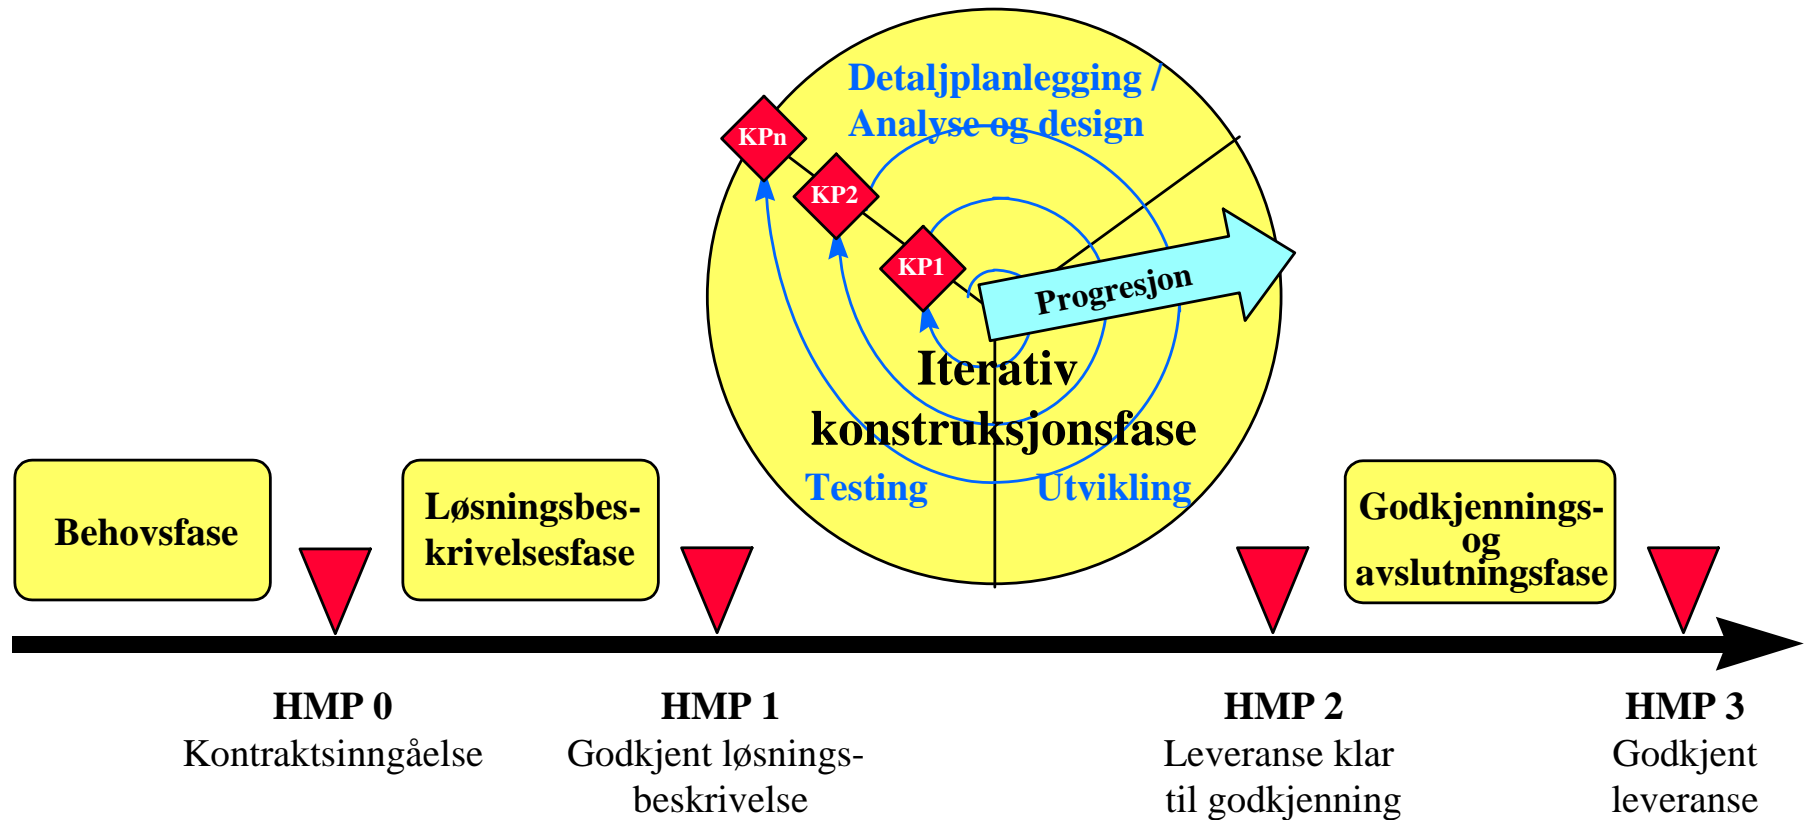 Detaljplanlegging /
Analyse og design
KPn
KP2
KP1
Progresjon
Iterativ
konstruksjonsfase
Testing
Utvikling
Behovsfase
Løsningsbes-
krivelsesfase
Godkjennings-
og
avslutningsfase
HMP 0
Kontraktsinngåelse
HMP 1
Godkjent løsnings-
beskrivelse
HMP 2
Leveranse klar
til godkjenning
HMP 3
Godkjent
leveranse